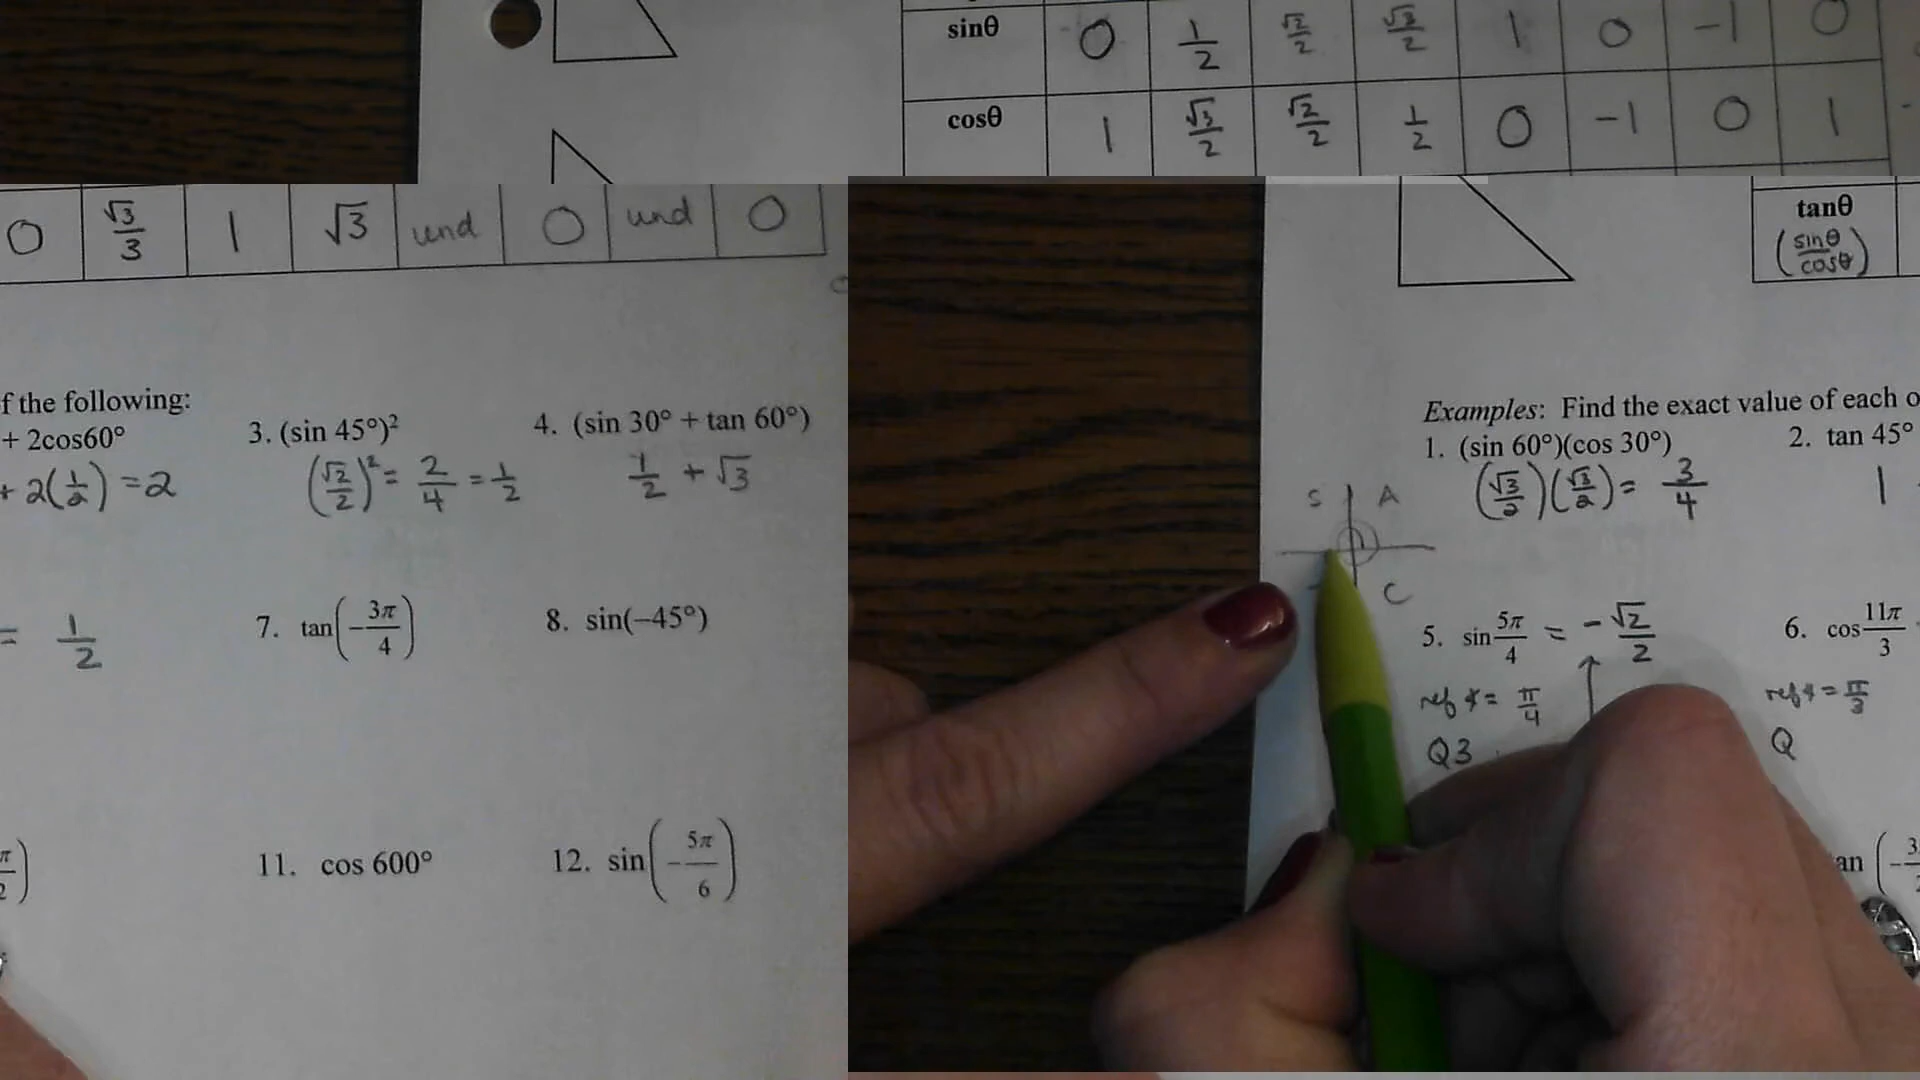 sinθ 0 1/2 √2/2 √3/2 1 0 -1 0
cosθ 1 √3/2 √2/2 1/2 0 -1 0 1
0 √3/3 1 √3 und 0 und 0
f the following:
+ 2cos60°
+ 2(1/2) = 2
3. (sin 45°)²
(√2/2)² = 2/4 = 1/2
4. (sin 30° + tan 60°)
1/2 + √3
= 1/2
7. tan(-3π/4)
8. sin(–45°)
11. cos 600°
12. sin(-5π/6)
tanθ
(sinθ/cosθ)
Examples: Find the exact value of each o
1. (sin 60°)(cos 30°)
(√3/2)(√3/2) = 3/4
2. tan 45°
1
S A
C
5. sin 5π/4 = -√2/2
ref ∡ = π/4
Q3
6. cos 11π/3
ref ∡ = π/3
Q
an